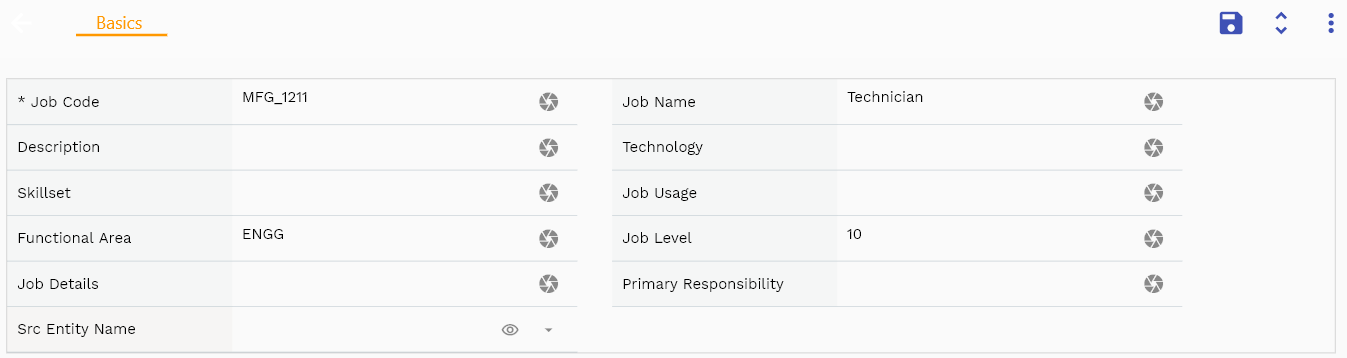 Basics
* Job Code MFG_1211 Job Name Technician
Description Technology
Skillset Job Usage
Functional Area ENGG Job Level 10
Job Details Primary Responsibility
Src Entity Name